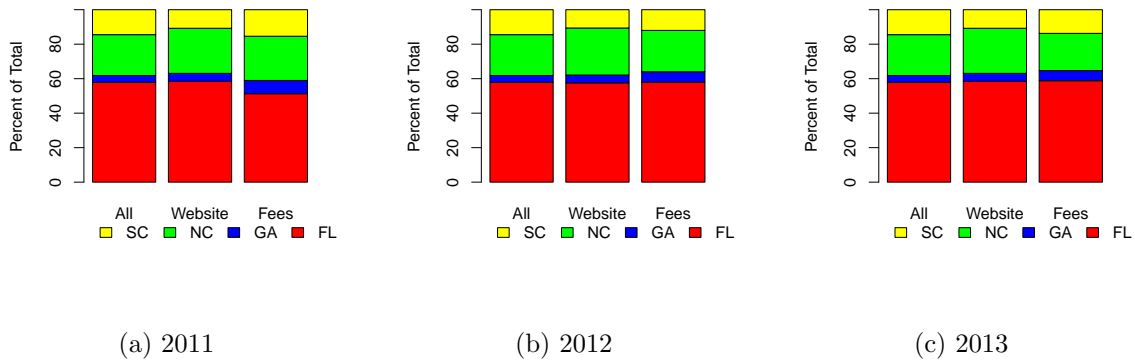 Percent of Total
0 20 40 60 80
All Website Fees
SC NC GA FL
(a) 2011
Percent of Total
0 20 40 60 80
All Website Fees
SC NC GA FL
(b) 2012
Percent of Total
0 20 40 60 80
All Website Fees
SC NC GA FL
(c) 2013